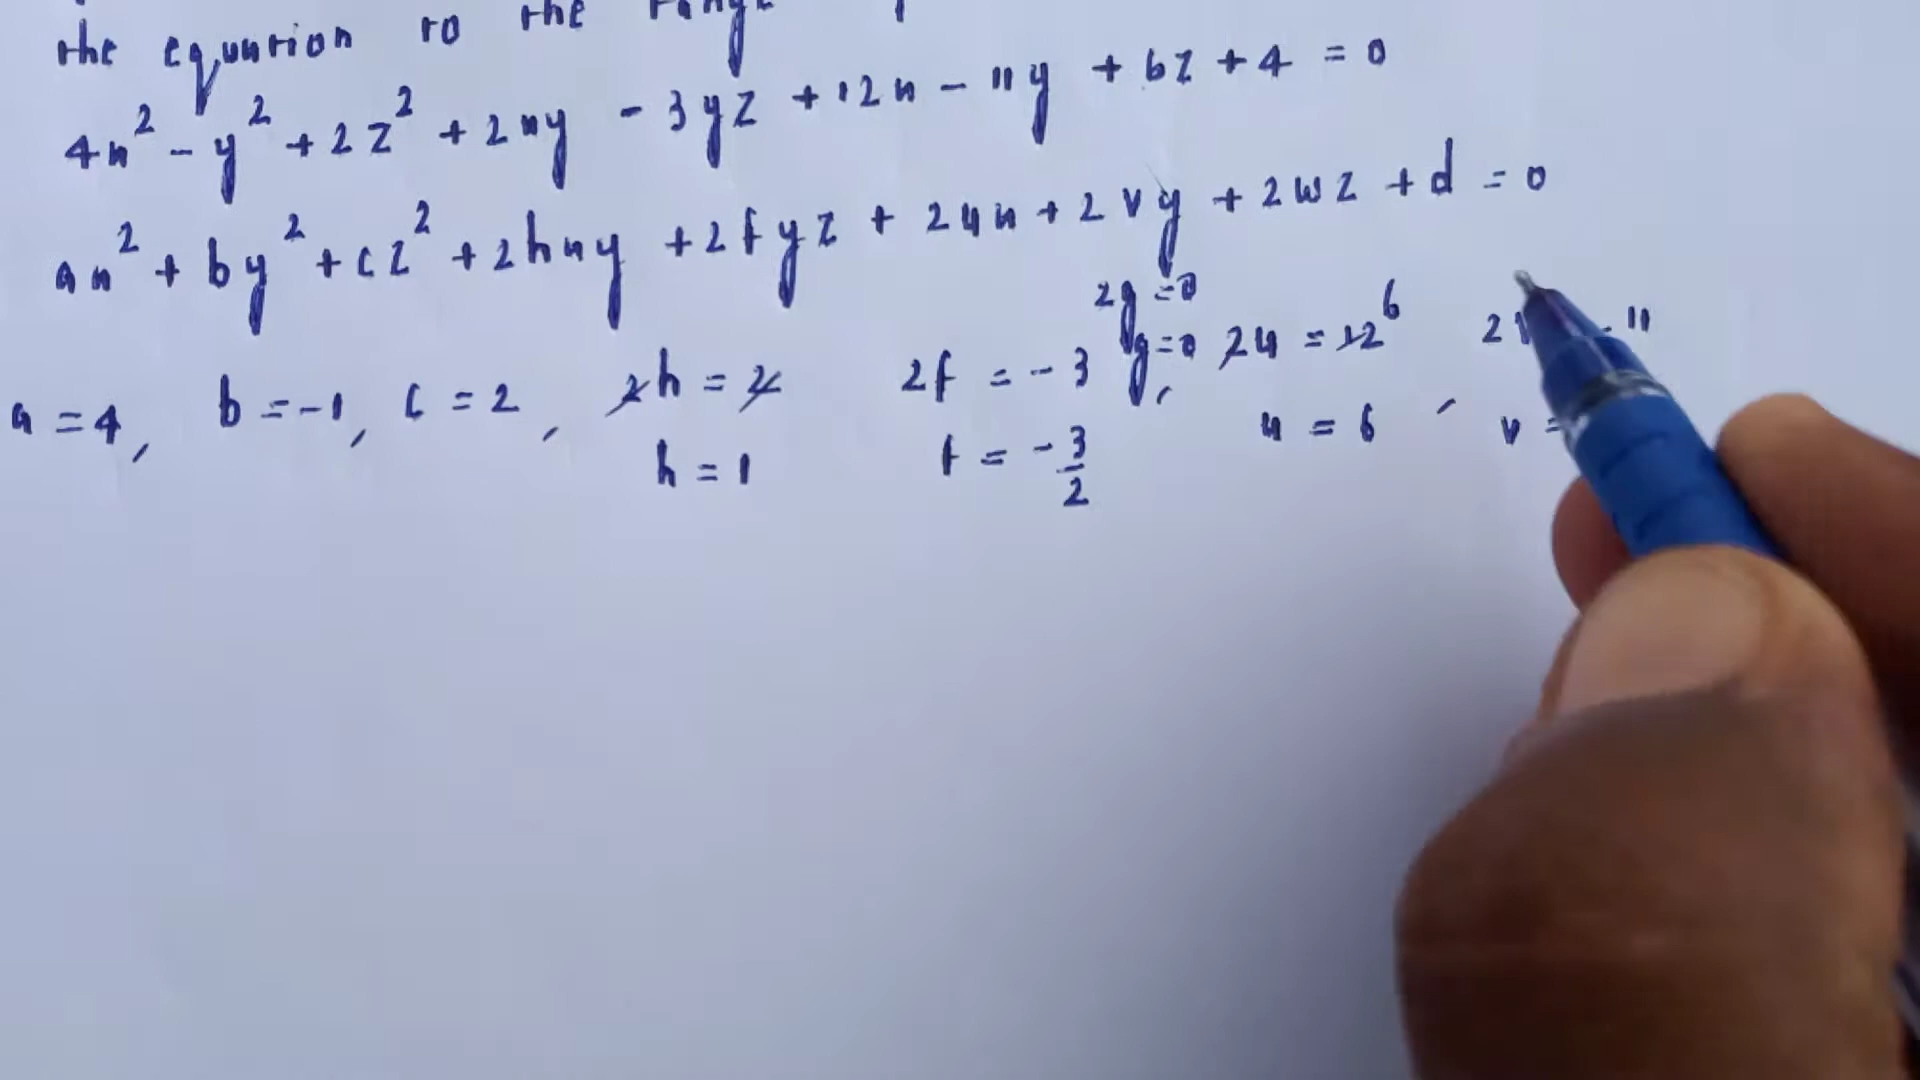 the equation to the
4x² - y² + 2z² + 2xy - 3yz + 12x - 11y + 6z + 4 = 0
ax² + by² + cz² + 2hxy + 2fyz + 2ux + 2vy + 2wz + d = 0
2g = 0
a = 4, b = -1, c = 2, 2h = 2 2f = -3 g = 0, 2u = 12 6 - 11
h = 1 f = -3/2 u = 6, v =